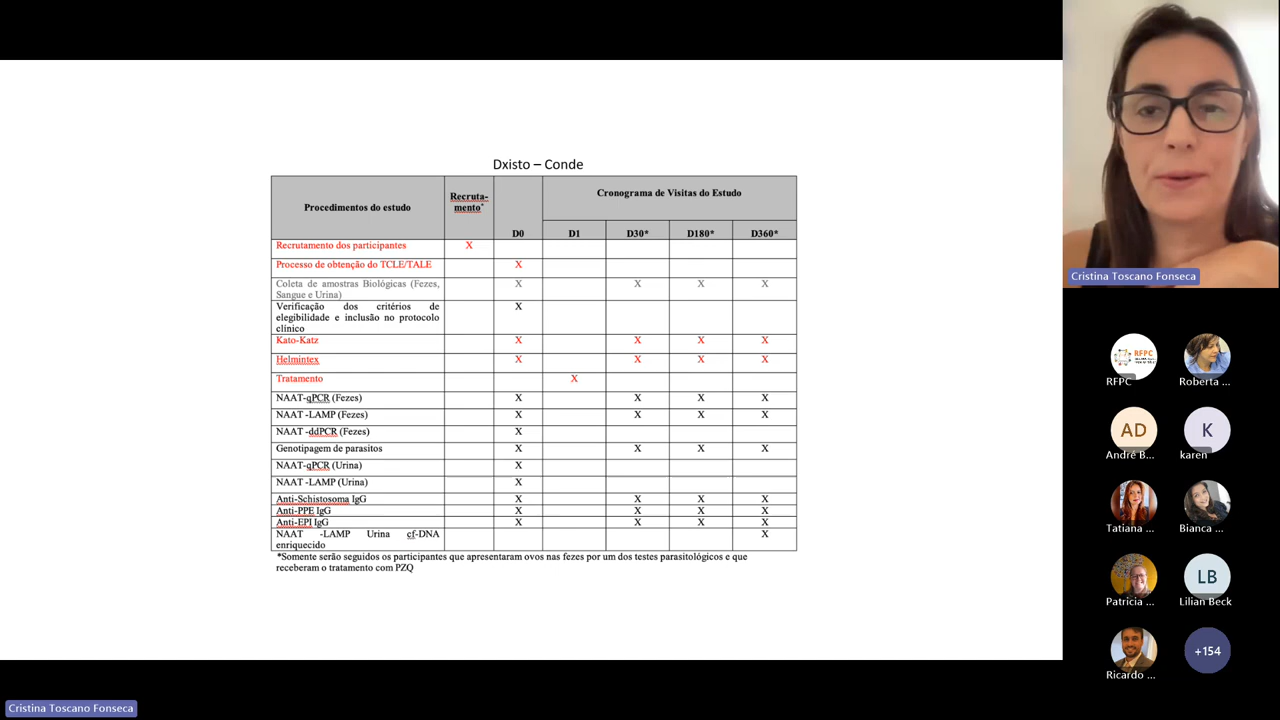 Dxisto – Conde
Procedimentos do estudo
Recruta-
mento*
D0
Cronograma de Visitas do Estudo
D1 D30* D180* D360*
Recrutamento dos participantes X
Processo de obtenção do TCLE/TALE X
Coleta de amostras Biológicas (Fezes, X X X X
Sangue e Urina)
Verificação dos critérios de X
elegibilidade e inclusão no protocolo
clínico
Kato-Katz X X X X
Helmintex X X X X
Tratamento X
NAAT-qPCR (Fezes) X X X X
NAAT -LAMP (Fezes) X X X X
NAAT -ddPCR (Fezes) X
Genotipagem de parasitos X X X X
NAAT-qPCR (Urina) X
NAAT -LAMP (Urina) X
Anti-Schistosoma IgG X X X X
Anti-PPE IgG X X X X
Anti-EPI IgG X X X X
NAAT -LAMP Urina cf-DNA X
enriquecido
*Somente serão seguidos os participantes que apresentaram ovos nas fezes por um dos testes parasitológicos e que
receberam o tratamento com PZQ
Cristina Toscano Fonseca
RFPC
RFPC Roberta ...
AD
André B...
K
karen
Tatiana ... Bianca ...
Patricia ...
LB
Lilian Beck
Ricardo ...
+154
Cristina Toscano Fonseca